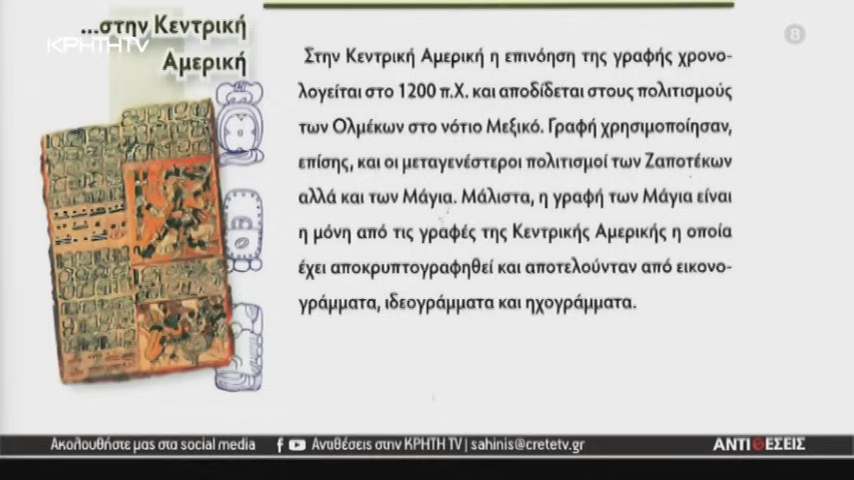 ...στην Κεντρική
Αμερική
ΚΡΗΤΗTV
8
Στην Κεντρική Αμερική η επινόηση της γραφής χρονο-
λογείται στο 1200 π.Χ. και αποδίδεται στους πολιτισμούς
των Ολμέκων στο νότιο Μεξικό. Γραφή χρησιμοποίησαν,
επίσης, και οι μεταγενέστεροι πολιτισμοί των Ζαποτέκων
αλλά και των Μάγια. Μάλιστα, η γραφή των Μάγια είναι
η μόνη από τις γραφές της Κεντρικής Αμερικής η οποία
έχει αποκρυπτογραφηθεί και αποτελούνταν από εικονο-
γράμματα, ιδεογράμματα και ηχογράμματα.
Ακολουθήστε μας στα social media
Αντιθέσεις στην ΚΡΗΤΗ TV | sahinis@cretetv.gr
ΑΝΤΙΘΕΣΕΙΣ